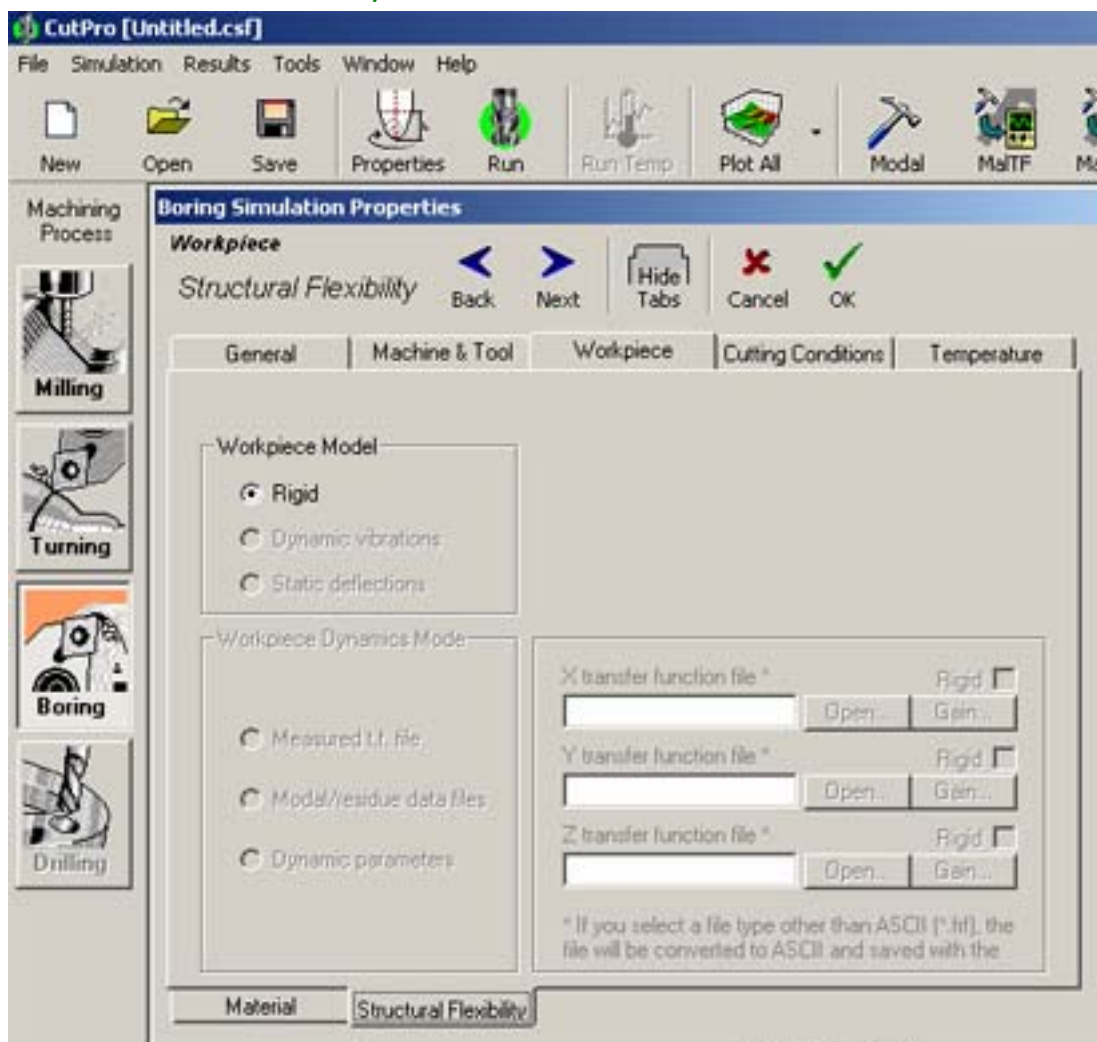 CutPro [Untitled.csf]
File Simulation Results Tools Window Help
New Open Save Properties Run Run Temp Plot All Modal MalTF
Machining
Process
Milling
Turning
Boring
Drilling
Boring Simulation Properties
Workpiece
Structural Flexibility
Back Next Hide Tabs Cancel OK
General Machine & Tool Workpiece Cutting Conditions Temperature
Workpiece Model
Rigid
Dynamic vibrations
Static deflections
Workpiece Dynamics Mode
Measured t.f. file
Modal/residue data files
Dynamic parameters
X transfer function file * Rigid
Open... Gain...
Y transfer function file * Rigid
Open... Gain...
Z transfer function file * Rigid
Open... Gain...
* If you select a file type other than ASCII (*.frf), the
file will be converted to ASCII and saved with the
Material Structural Flexibility